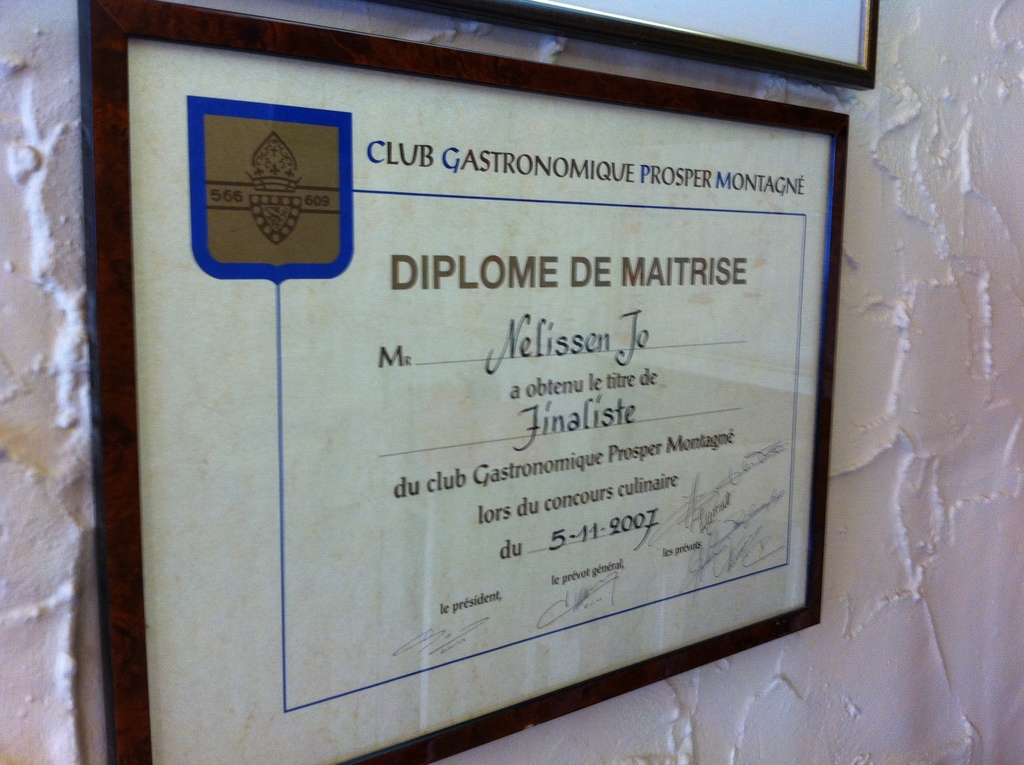 CLUB GASTRONOMIQUE PROSPER MONTAGNÉ
566 609
DIPLOME DE MAITRISE
MR Nelissen Jo
a obtenu le titre de
Finaliste
du club Gastronomique Prosper Montagné
lors du concours culinaire
du 5-11-2007
le président,
le prévot général,
les prévots